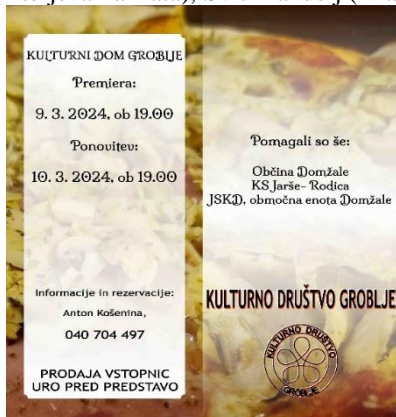 KULTURNI DOM GROBLJE
Premiera:
9. 3. 2024, ob 19.00
Ponovitev:
10. 3. 2024, ob 19.00
Informacije in rezervacije:
Anton Košenina,
040 704 497
PRODAJA VSTOPNIC
URO PRED PREDSTAVO
Pomagali so še:
Občina Domžale
KS Jarše- Rodica
JSKD, območna enota Domžale
KULTURNO DRUŠTVO GROBLJE
KULTURNO DRUŠTVO
GROBLJE